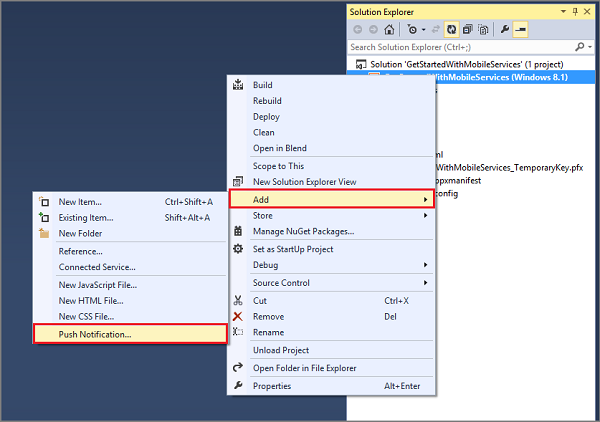 Solution Explorer
Search Solution Explorer (Ctrl+;)
Solution 'GetStartedWithMobileServices' (1 project)
WithMobileServices (Windows 8.1)
s
ml
WithMobileServices_TemporaryKey.pfx
ppxmanifest
config
Build
Rebuild
Deploy
Clean
Open in Blend
Scope to This
New Solution Explorer View
Add
Store
Manage NuGet Packages...
Set as StartUp Project
Debug
Source Control
Cut Ctrl+X
Remove Del
Rename
Unload Project
Open Folder in File Explorer
Properties Alt+Enter
New Item... Ctrl+Shift+A
Existing Item... Shift+Alt+A
New Folder
Reference...
Connected Service...
New JavaScript File...
New HTML File...
New CSS File...
Push Notification...